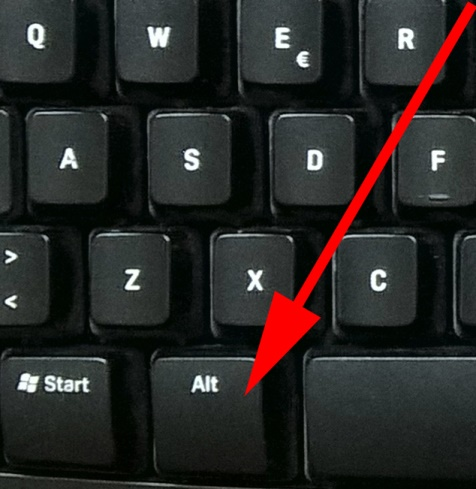 Q W E R
€
A S D F
>
Z X C
<
Start Alt